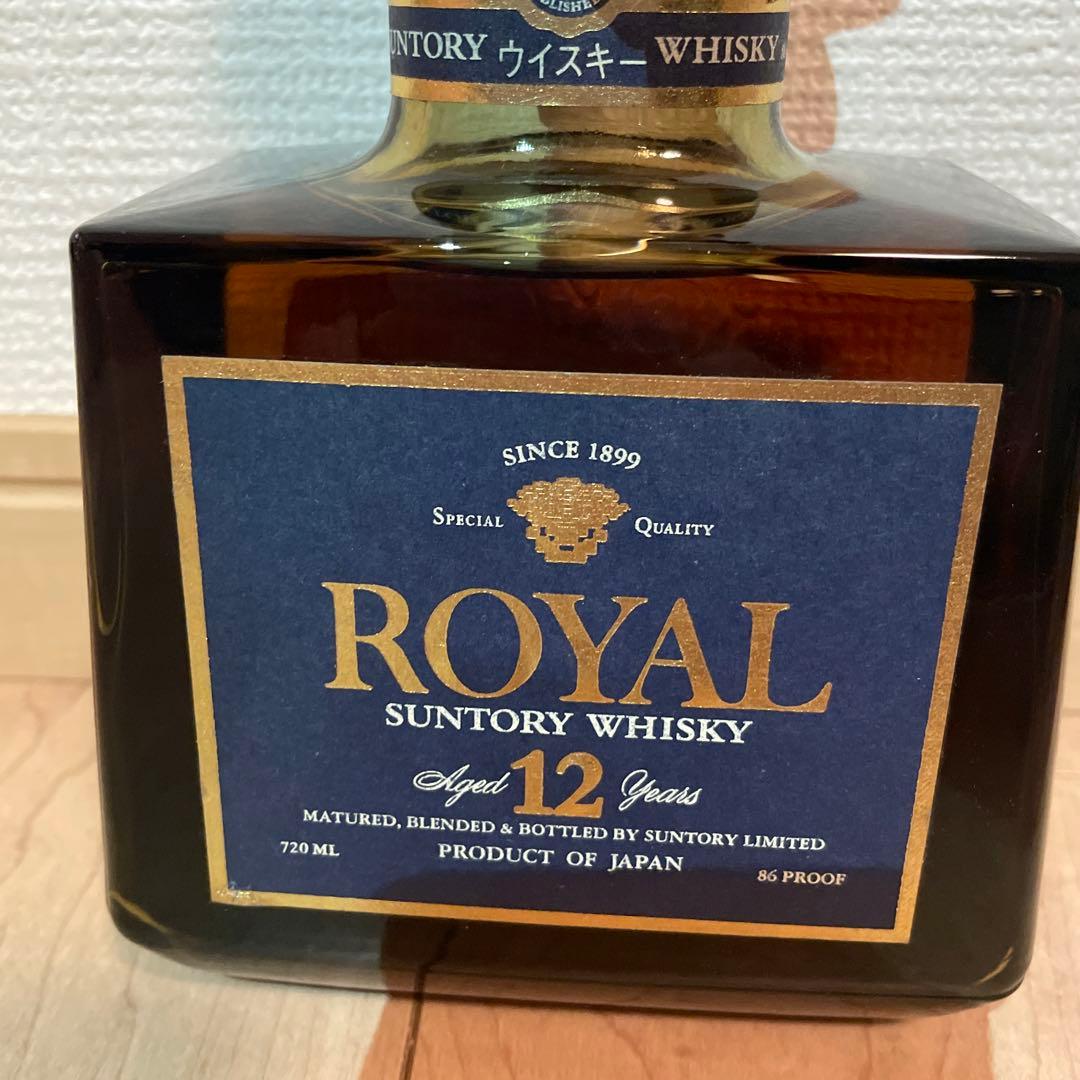 SUNTORY ウイスキー WHISKY
SINCE 1899
SPECIAL QUALITY
ROYAL
SUNTORY WHISKY
Aged 12 Years
MATURED, BLENDED & BOTTLED BY SUNTORY LIMITED
720 ML PRODUCT OF JAPAN 86 PROOF